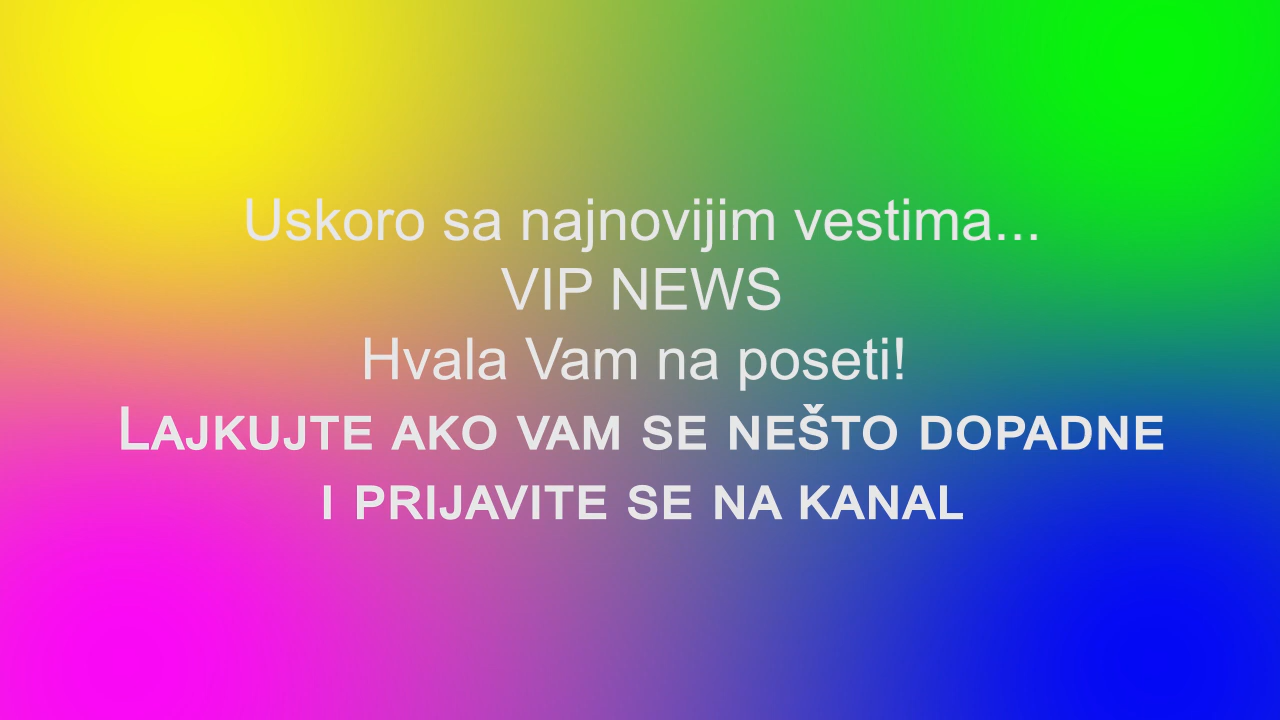 Uskoro sa najnovijim vestima...
VIP NEWS
Hvala Vam na poseti!
LAJKUJTE AKO VAM SE NEŠTO DOPADNE
I PRIJAVITE SE NA KANAL